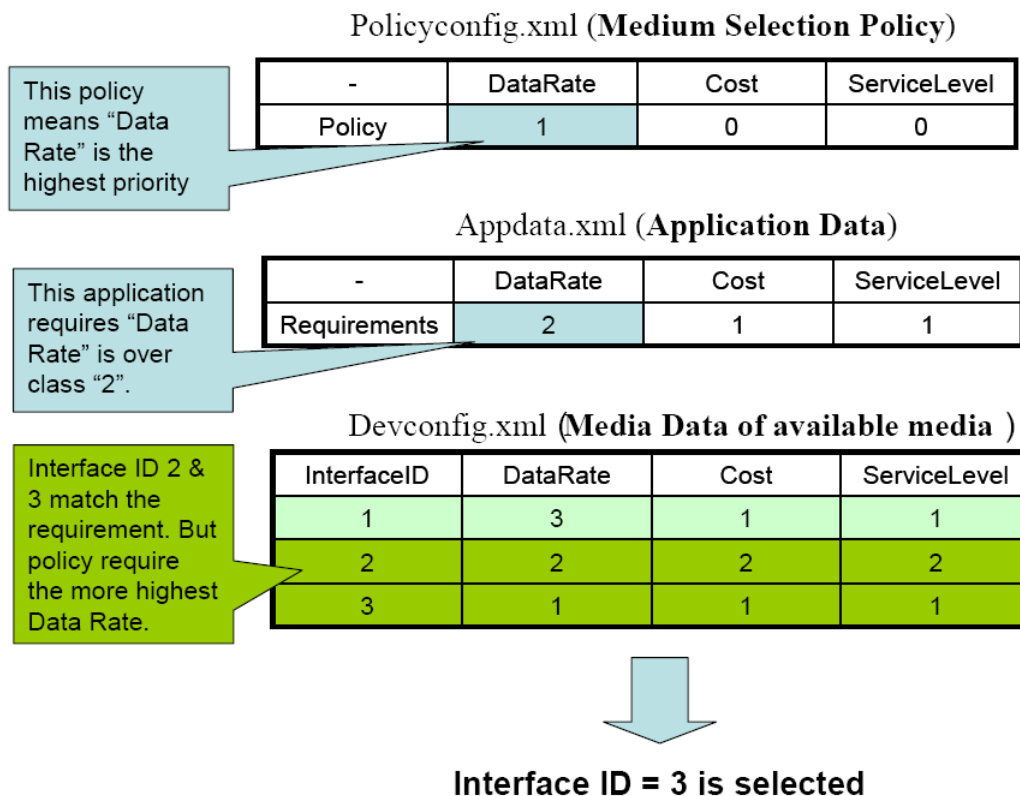 Policyconfig.xml (Medium Selection Policy)
This policy
means “Data
Rate” is the
highest priority
- DataRate Cost ServiceLevel
Policy 1 0 0
Appdata.xml (Application Data)
This application
requires “Data
Rate” is over
class “2”.
- DataRate Cost ServiceLevel
Requirements 2 1 1
Devconfig.xml (Media Data of available media )
Interface ID 2 &
3 match the
requirement. But
policy require
the more highest
Data Rate.
InterfaceID DataRate Cost ServiceLevel
1 3 1 1
2 2 2 2
3 1 1 1
Interface ID = 3 is selected